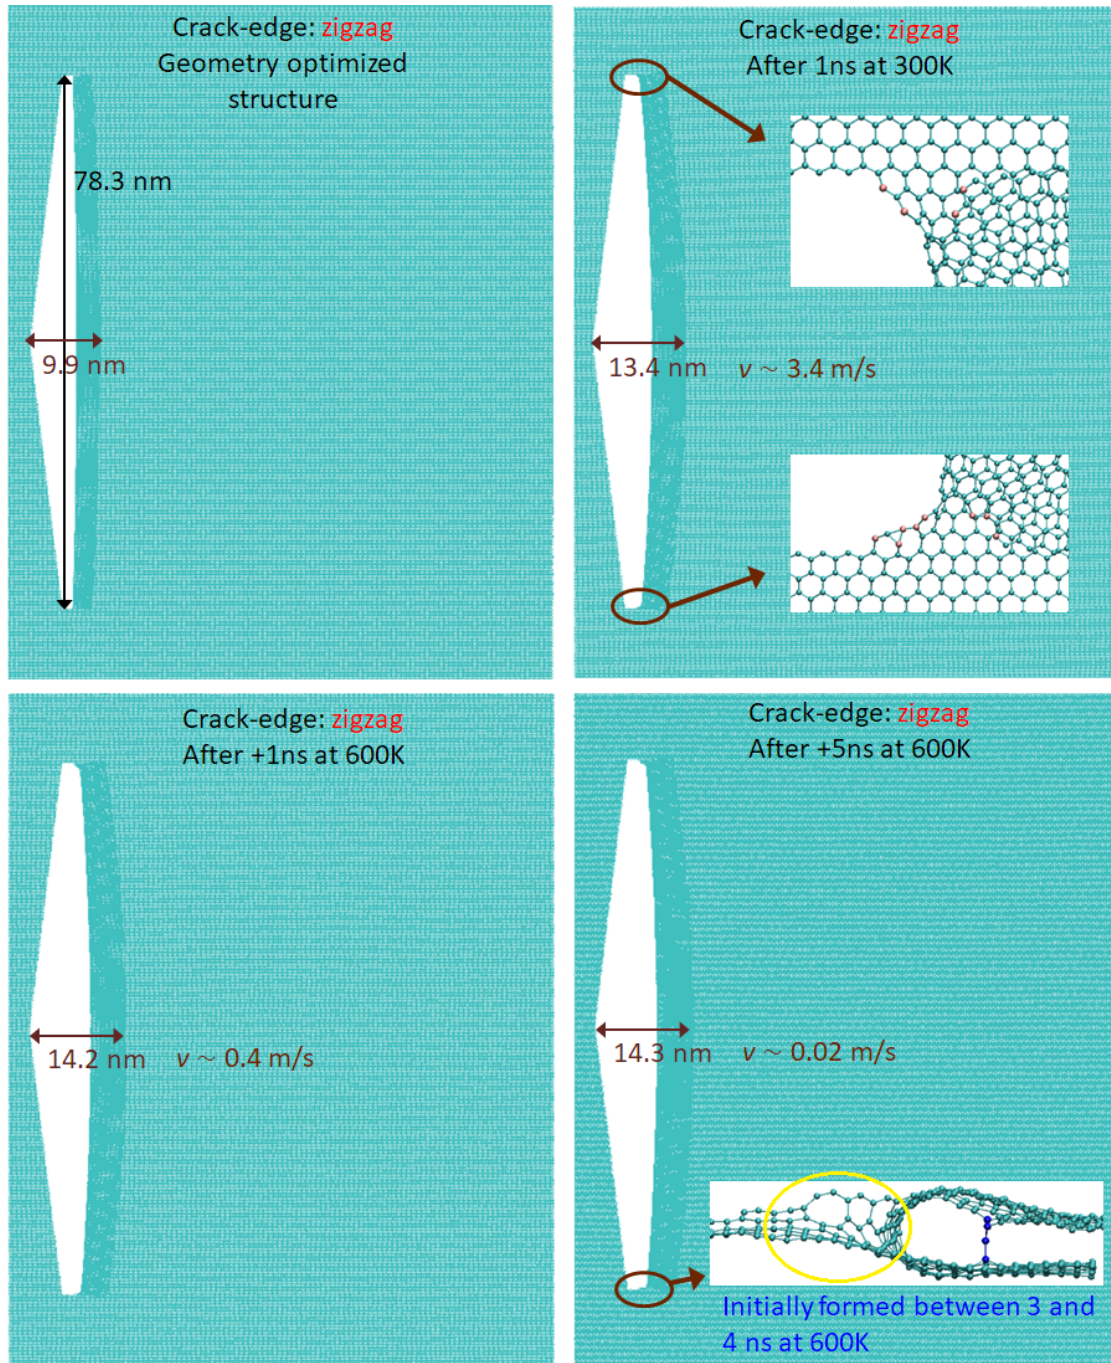 Crack-edge: zigzag
Geometry optimized
structure
78.3 nm
9.9 nm
Crack-edge: zigzag
After 1ns at 300K
13.4 nm
v ~ 3.4 m/s
Crack-edge: zigzag
After +1ns at 600K
14.2 nm
v ~ 0.4 m/s
Crack-edge: zigzag
After +5ns at 600K
14.3 nm
v ~ 0.02 m/s
Initially formed between 3 and
4 ns at 600K